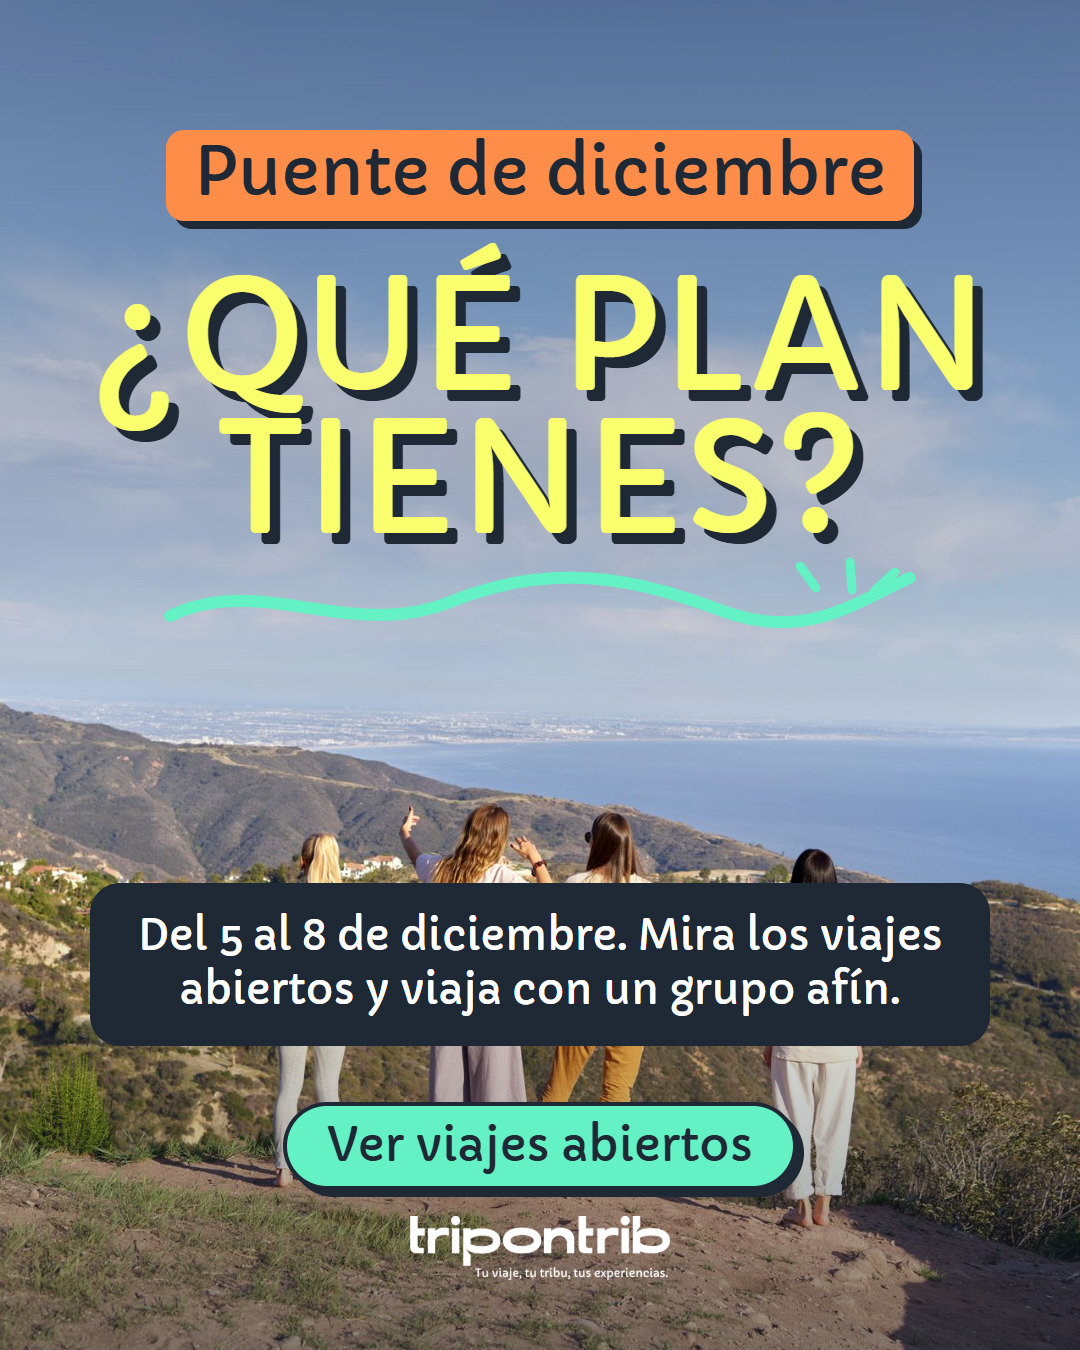 Puente de diciembre
¿QUÉ PLAN
TIENES?
Del 5 al 8 de diciembre. Mira los viajes
abiertos y viaja con un grupo afín.
Ver viajes abiertos
tripontrib
Tu viaje, tu tribu, tus experiencias.